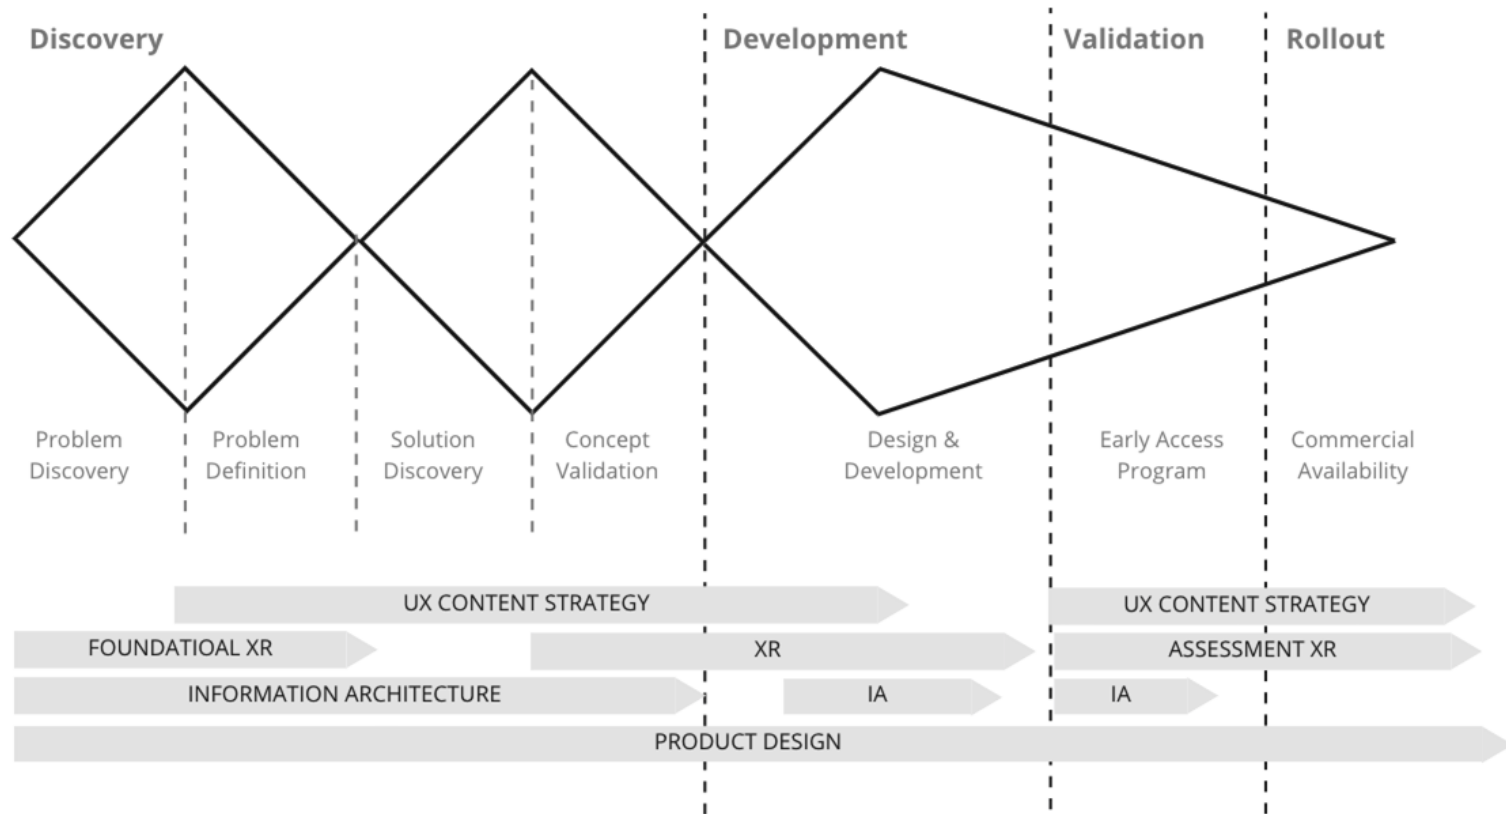 Discovery
Development
Validation
Rollout
Problem
Discovery
Problem
Definition
Solution
Discovery
Concept
Validation
Design &
Development
Early Access
Program
Commercial
Availability
UX CONTENT STRATEGY
UX CONTENT STRATEGY
FOUNDATIOAL XR
XR
ASSESSMENT XR
INFORMATION ARCHITECTURE
IA
IA
PRODUCT DESIGN